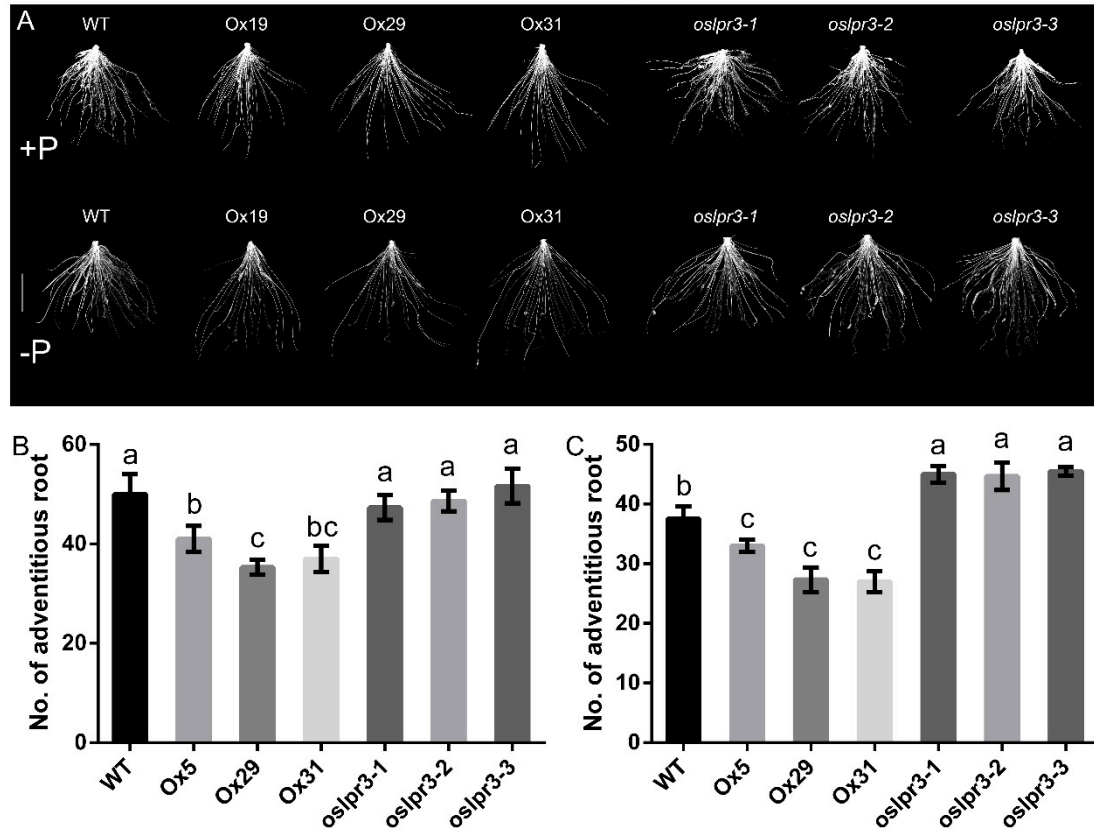 A
WT Ox19 Ox29 Ox31 oslpr3-1 oslpr3-2 oslpr3-3
+P
WT Ox19 Ox29 Ox31 oslpr3-1 oslpr3-2 oslpr3-3
-P
B
No. of adventitious root
60
40
20
0
a b c bc a a a
WT Ox5 Ox29 Ox31 oslpr3-1 oslpr3-2 oslpr3-3
C
No. of adventitious root
50
40
30
20
10
0
b c c c a a a
WT Ox5 Ox29 Ox31 oslpr3-1 oslpr3-2 oslpr3-3